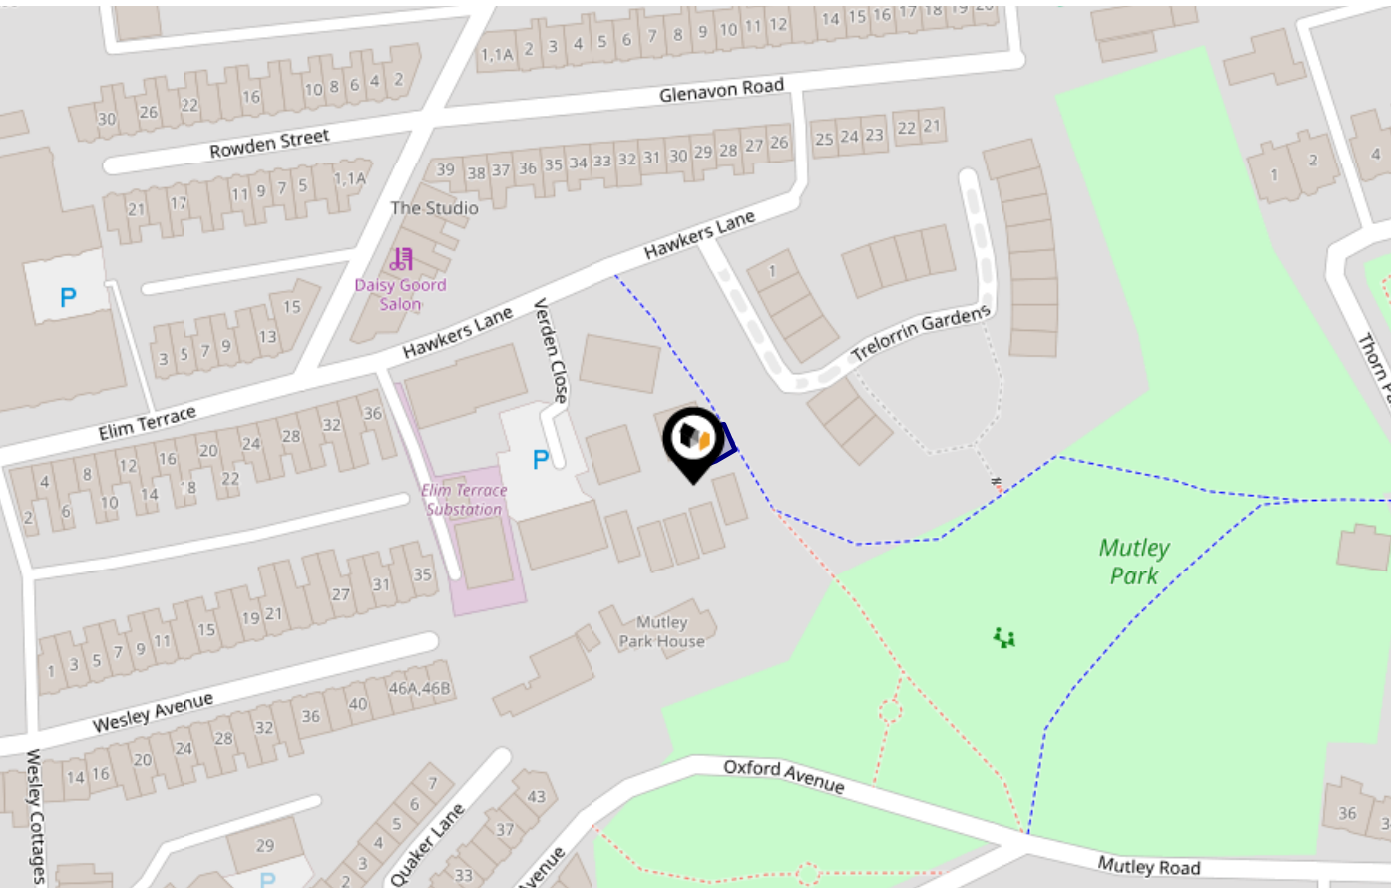 1,1A 2 3 4 5 6 7 8 9 10 11 12 14 15 16 17 18 19 20
Glenavon Road
30 26 22 16 10 8 6 4 2
Rowden Street
39 38 37 36 35 34 33 32 31 30 29 28 27 26 25 24 23 22 21
21 17 11 9 7 5 1,1A
The Studio
1 2 4
Hawkers Lane
1
P
Daisy Goord
Salon
15
3 5 7 9 13
Hawkers Lane
Verden Close
Trelorrin Gardens
Thorn Pa
Elim Terrace
4 8 12 16 20 24 28 32 36
2 6 10 14 18 22
P
Elim Terrace
Substation
Mutley
Park
1 3 5 7 9 11 15 19 21 27 31 35
Mutley
Park House
Wesley Avenue
14 16 20 24 28 32 36 40 46A,46B
Wesley Cottages
Oxford Avenue
7
6
5
4
3
2
Quaker Lane
43
37
33
29
P
Avenue
36
Mutley Road